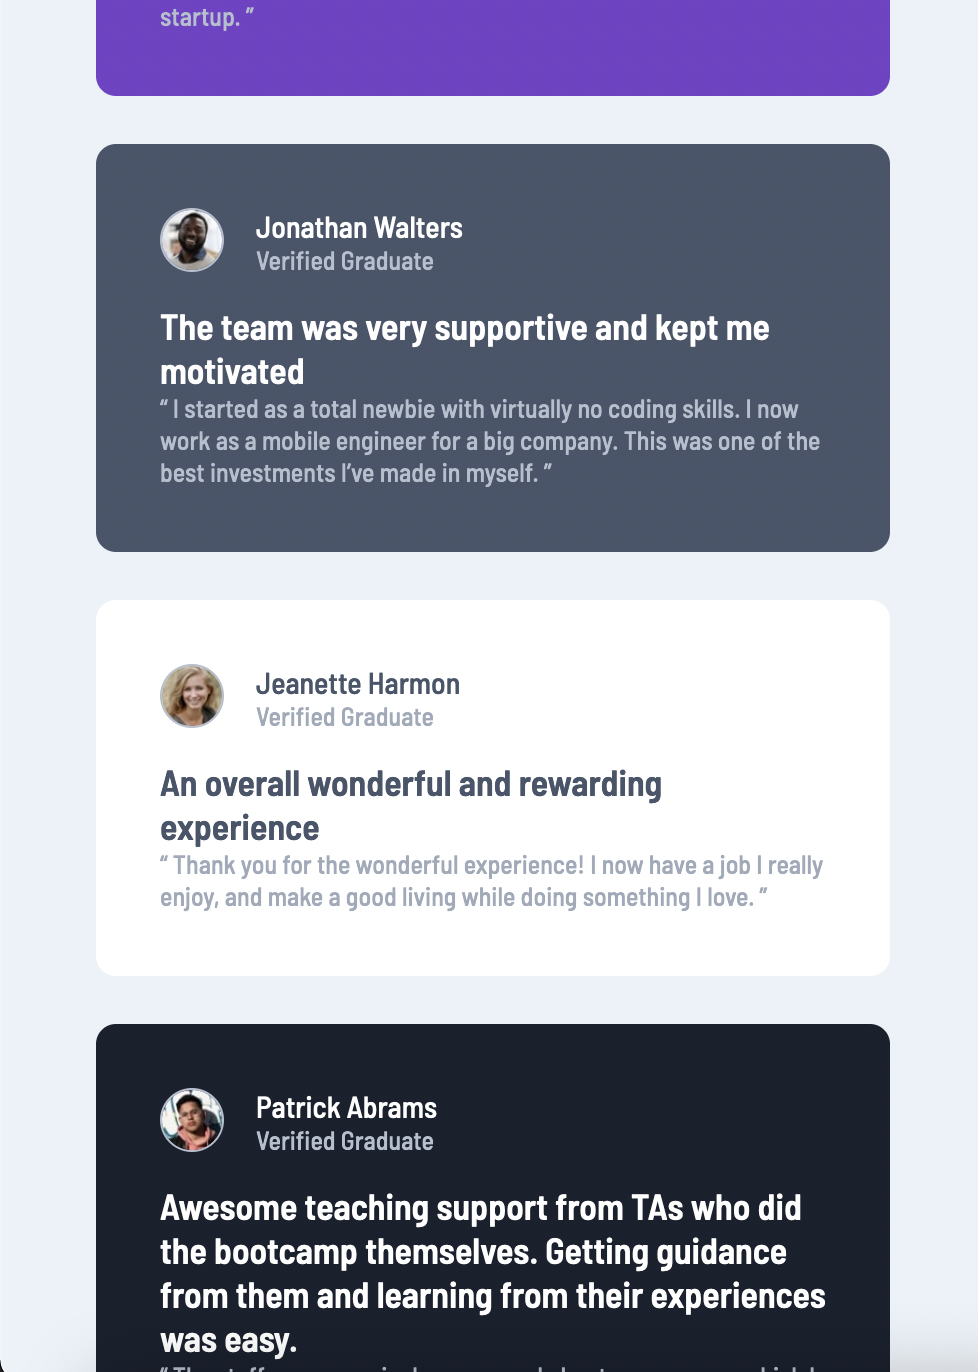 startup. ”
Jonathan Walters
Verified Graduate
The team was very supportive and kept me
motivated
“ I started as a total newbie with virtually no coding skills. I now
work as a mobile engineer for a big company. This was one of the
best investments I’ve made in myself. ”
Jeanette Harmon
Verified Graduate
An overall wonderful and rewarding
experience
“ Thank you for the wonderful experience! I now have a job I really
enjoy, and make a good living while doing something I love. ”
Patrick Abrams
Verified Graduate
Awesome teaching support from TAs who did
the bootcamp themselves. Getting guidance
from them and learning from their experiences
was easy.